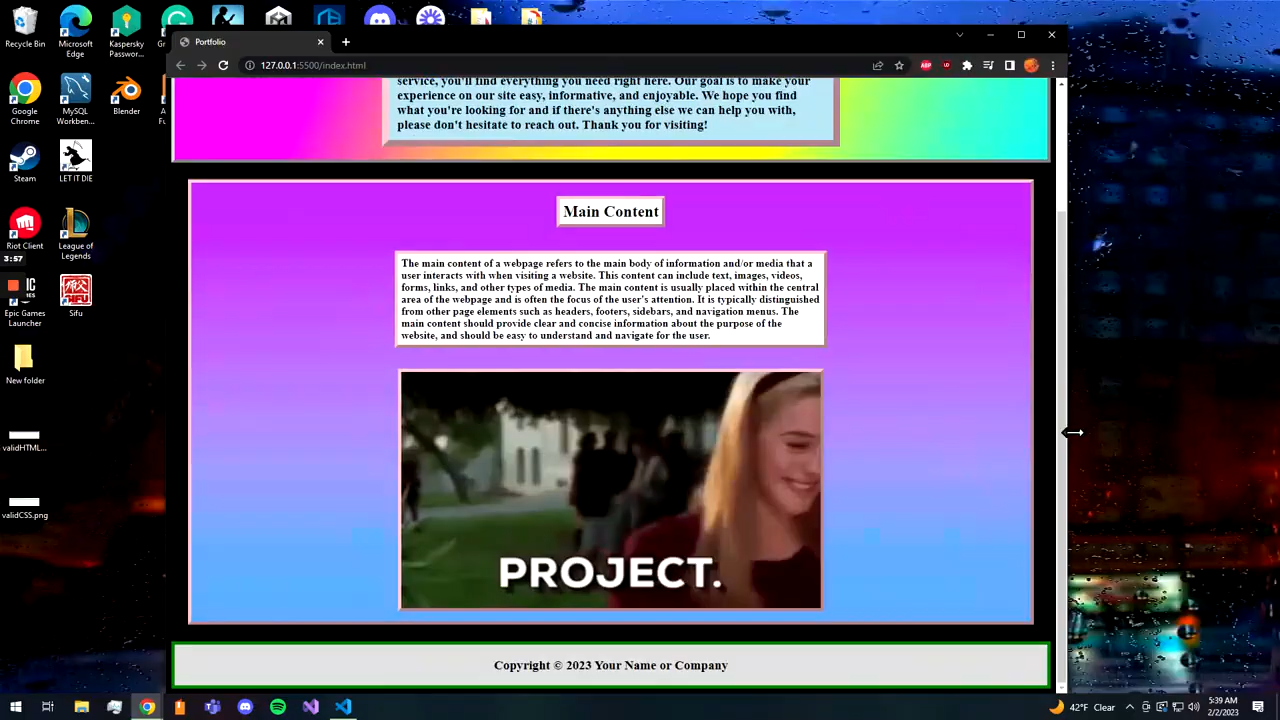 Recycle Bin
Microsoft Edge
Kaspersky Passwor...
Portfolio
127.0.0.1:5500/index.html
Google Chrome
MySQL Workben...
Blender
Steam
LET IT DIE
Riot Client
League of Legends
3:57
Epic Games Launcher
Sifu
New folder
validHTML...
validCSS.png
service, you'll find everything you need right here. Our goal is to make your
experience on our site easy, informative, and enjoyable. We hope you find
what you're looking for and if there's anything else we can help you with,
please don't hesitate to reach out. Thank you for visiting!
Main Content
The main content of a webpage refers to the main body of information and/or media that a
user interacts with when visiting a website. This content can include text, images, videos,
forms, links, and other types of media. The main content is usually placed within the central
area of the webpage and is often the focus of the user's attention. It is typically distinguished
from other page elements such as headers, footers, sidebars, and navigation menus. The
main content should provide clear and concise information about the purpose of the
website, and should be easy to understand and navigate for the user.
PROJECT.
Copyright © 2023 Your Name or Company
42°F Clear
5:39 AM
2/2/2023